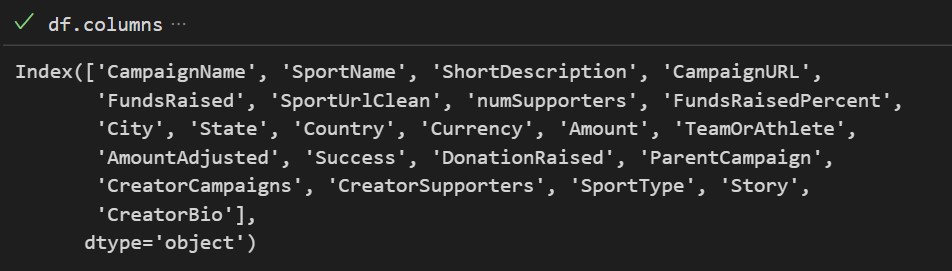 df.columns ...
Index(['CampaignName', 'SportName', 'ShortDescription', 'CampaignURL',
'FundsRaised', 'SportUrlClean', 'numSupporters', 'FundsRaisedPercent',
'City', 'State', 'Country', 'Currency', 'Amount', 'TeamOrAthlete',
'AmountAdjusted', 'Success', 'DonationRaised', 'ParentCampaign',
'CreatorCampaigns', 'CreatorSupporters', 'SportType', 'Story',
'CreatorBio'],
dtype='object')